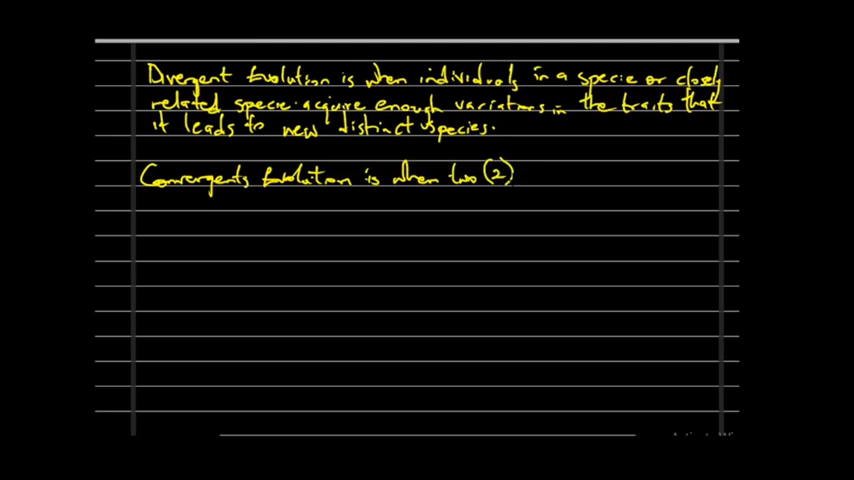 Divergent Evolution is when individuals in a specie or closely
related specie acquire enough variations in the traits that
it leads to new distinct species.
Convergents Evolution is when two (2)